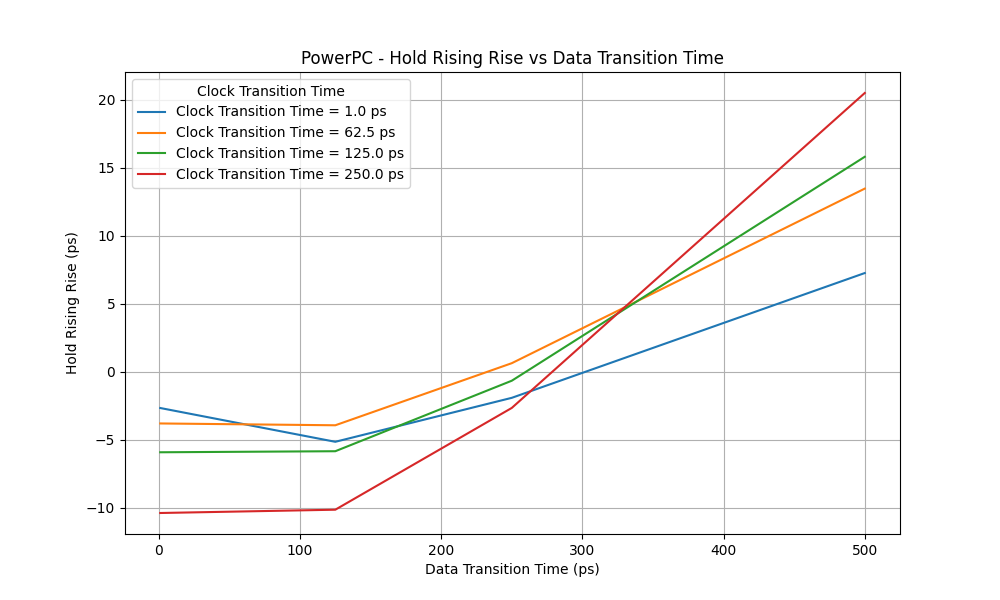 PowerPC - Hold Rising Rise vs Data Transition Time
Clock Transition Time
Clock Transition Time = 1.0 ps
Clock Transition Time = 62.5 ps
Clock Transition Time = 125.0 ps
Clock Transition Time = 250.0 ps
Hold Rising Rise (ps)
20
15
10
5
0
−5
−10
0 100 200 300 400 500
Data Transition Time (ps)